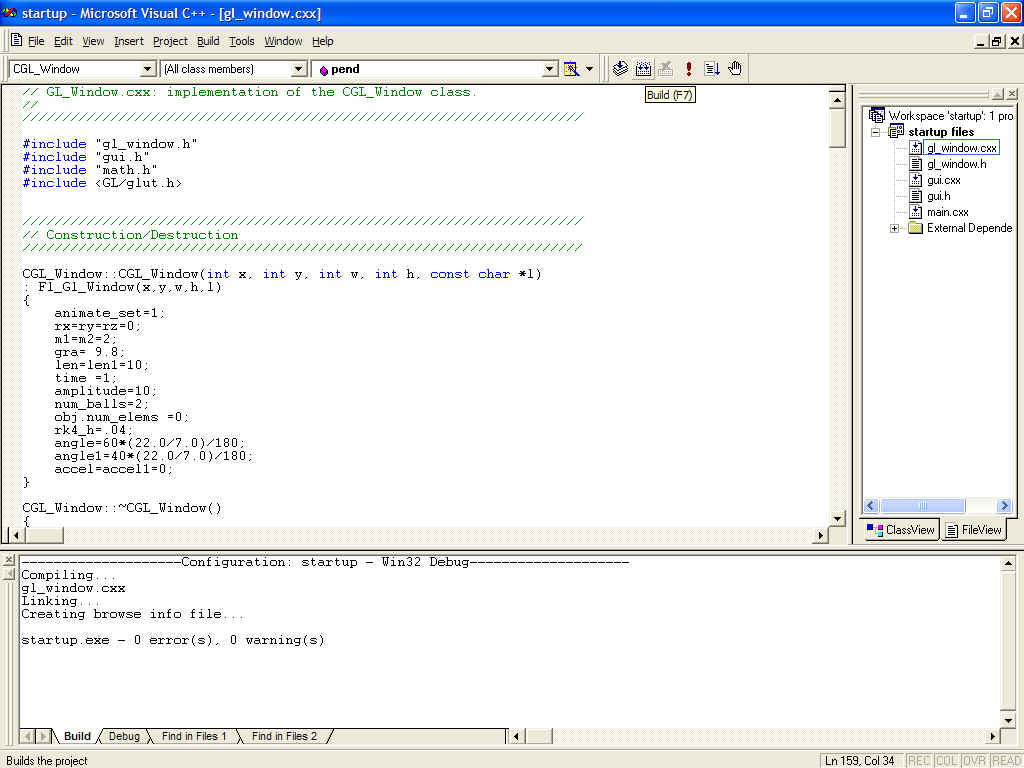 startup - Microsoft Visual C++ - [gl_window.cxx]
File Edit View Insert Project Build Tools Window Help
CGL_Window (All class members) pend
Build (F7)
// GL_Window.cxx: implementation of the CGL_Window class.
//
//////////////////////////////////////////////////////////////////////
#include "gl_window.h"
#include "gui.h"
#include "math.h"
#include <GL/glut.h>
//////////////////////////////////////////////////////////////////////
// Construction/Destruction
//////////////////////////////////////////////////////////////////////
CGL_Window::CGL_Window(int x, int y, int w, int h, const char *l)
: Fl_Gl_Window(x,y,w,h,l)
{
animate_set=1;
rx=ry=rz=0;
m1=m2=2;
gra= 9.8;
len=len1=10;
time =1;
amplitude=10;
num_balls=2;
obj.num_elems =0;
rk4_h=.04;
angle=60*(22.0/7.0)/180;
angle1=40*(22.0/7.0)/180;
accel=accel1=0;
}
CGL_Window::~CGL_Window()
{
Workspace 'startup': 1 pro
startup files
gl_window.cxx
gl_window.h
gui.cxx
gui.h
main.cxx
External Depende
ClassView FileView
--------------------Configuration: startup - Win32 Debug--------------------
Compiling...
gl_window.cxx
Linking...
Creating browse info file...
startup.exe - 0 error(s), 0 warning(s)
Build Debug Find in Files 1 Find in Files 2
Builds the project Ln 159, Col 34 REC COL OVR READ